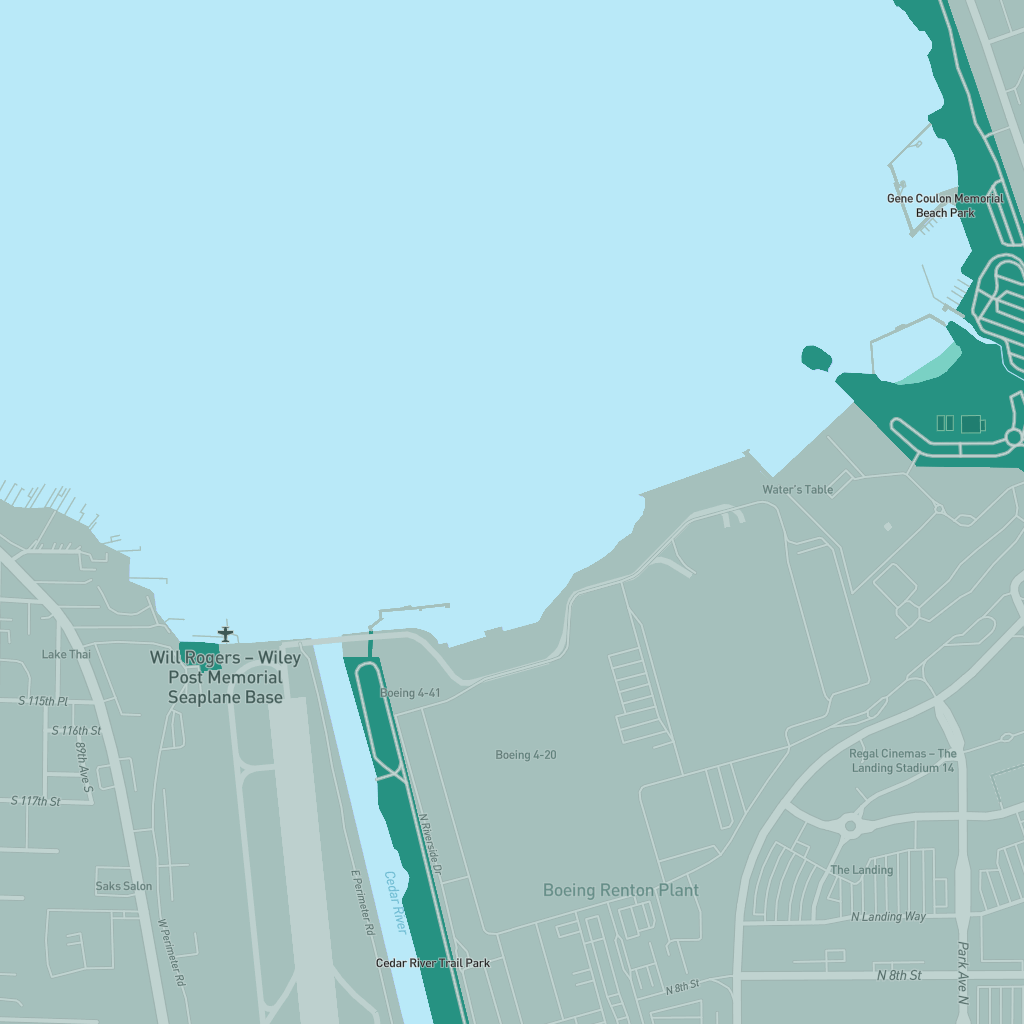 Gene Coulon Memorial
Beach Park
Water's Table
Lake Thai
Will Rogers – Wiley
Post Memorial
Seaplane Base
S 115th Pl
Boeing 4-41
S 116th St
89th Ave S
Boeing 4-20
Regal Cinemas – The
Landing Stadium 14
S 117th St
N Riverside Dr
The Landing
Saks Salon
Cedar River
E Perimeter Rd
Boeing Renton Plant
N Landing Way
W Perimeter Rd
Cedar River Trail Park
Park Ave N
N 8th St
N 8th St